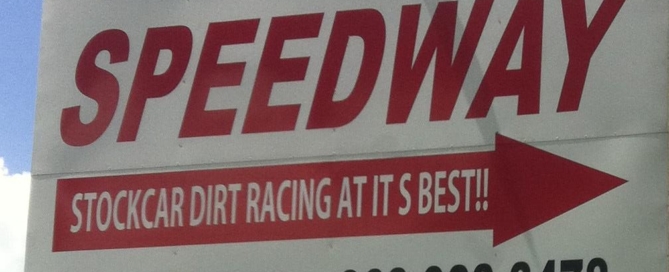 SPEEDWAY
STOCKCAR DIRT RACING AT IT S BEST!!